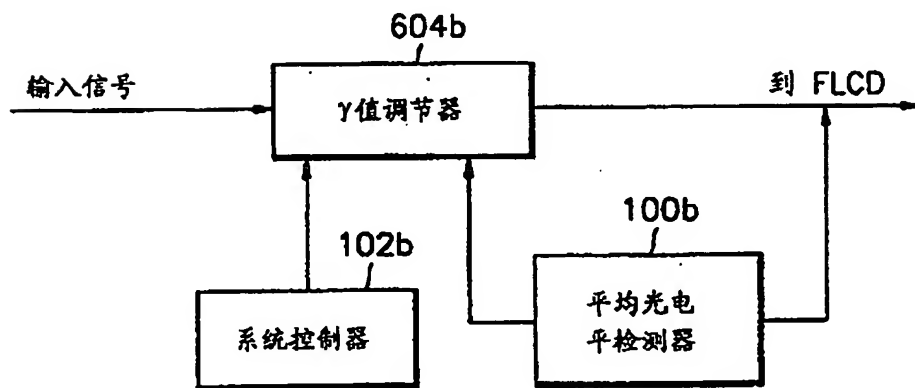 604b
输入信号
γ值调节器
到 FLCD
102b
100b
系统控制器
平均光电
平检测器